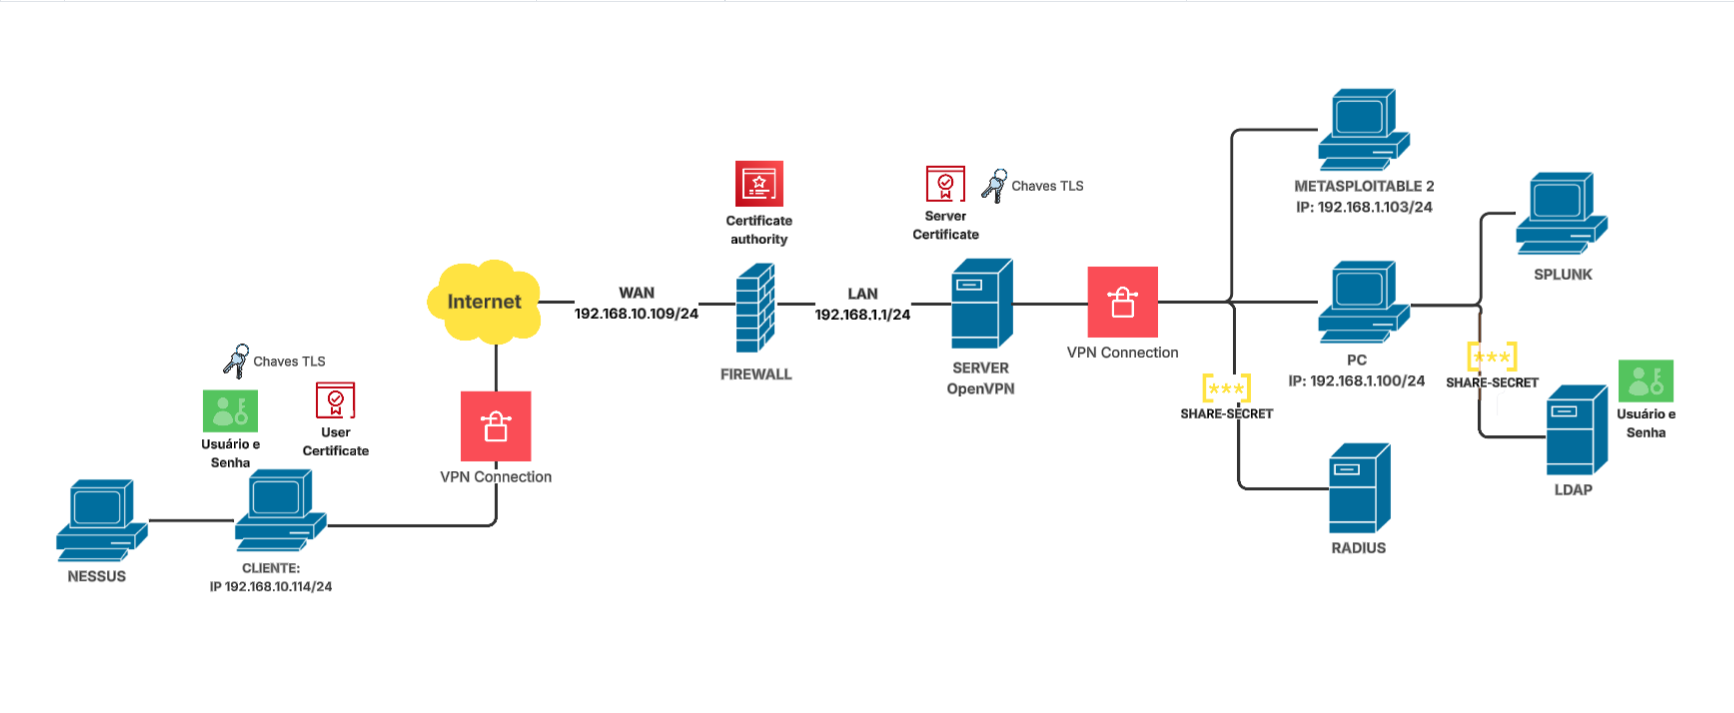 METASPLOITABLE 2
IP: 192.168.1.103/24
SPLUNK
Certificate
authority
Server
Certificate
Chaves TLS
Internet
WAN
192.168.10.109/24
FIREWALL
LAN
192.168.1.1/24
SERVER
OpenVPN
VPN Connection
PC
IP: 192.168.1.100/24
***
SHARE-SECRET
***
SHARE-SECRET
Usuário e
Senha
LDAP
RADIUS
Chaves TLS
Usuário e
Senha
User
Certificate
VPN Connection
NESSUS
CLIENTE:
IP 192.168.10.114/24